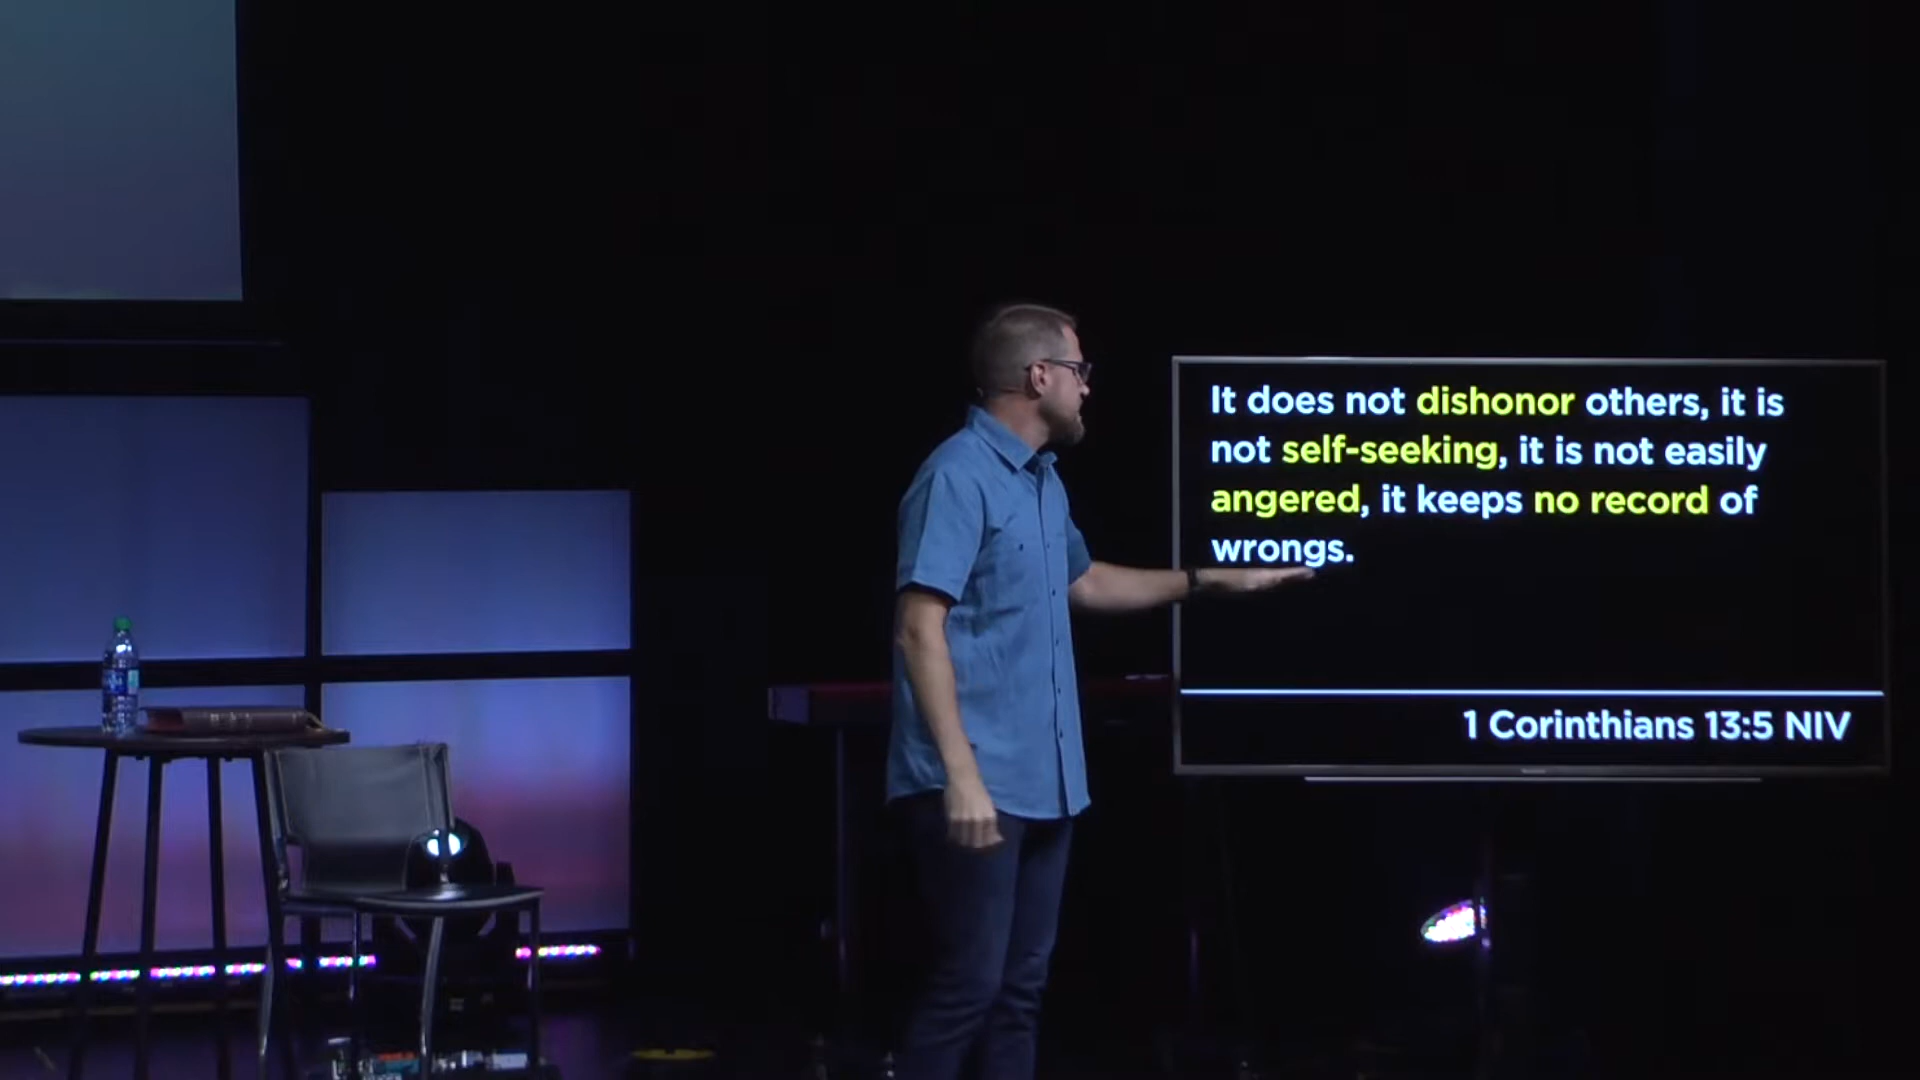 It does not dishonor others, it is
not self-seeking, it is not easily
angered, it keeps no record of
wrongs.
1 Corinthians 13:5 NIV